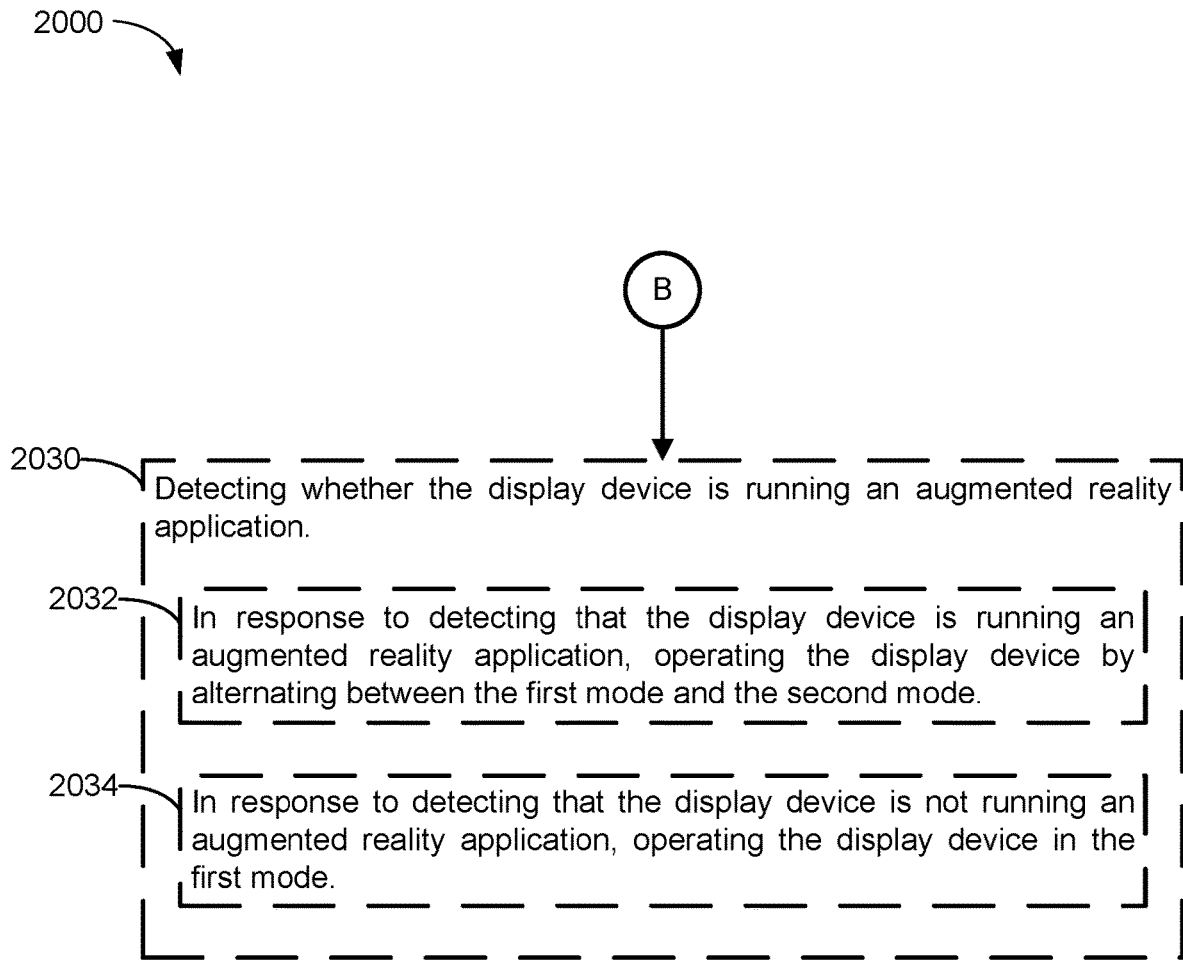 2000
B
2030
Detecting whether the display device is running an augmented reality
application.
2032
In response to detecting that the display device is running an
augmented reality application, operating the display device by
alternating between the first mode and the second mode.
2034
In response to detecting that the display device is not running an
augmented reality application, operating the display device in the
first mode.